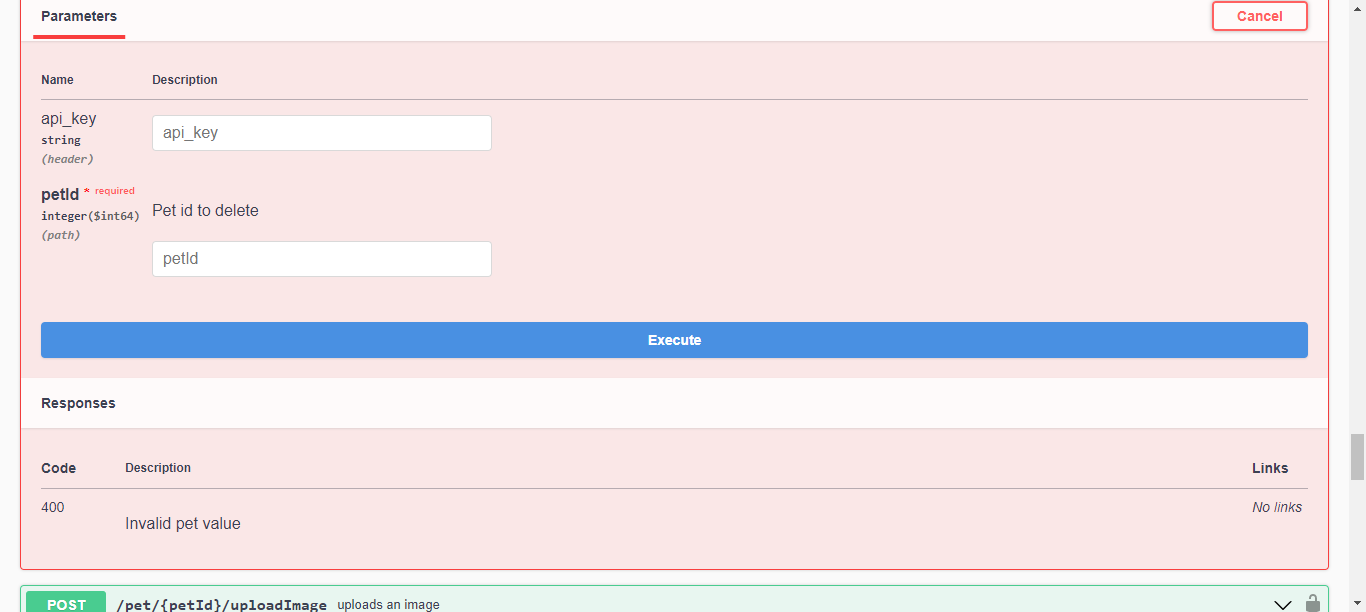 Parameters
Cancel
Name Description
api_key
string
(header)
api_key
petId * required
integer($int64)
(path)
Pet id to delete
petId
Execute
Responses
Code Description Links
400 Invalid pet value No links
POST /pet/{petId}/uploadImage uploads an image